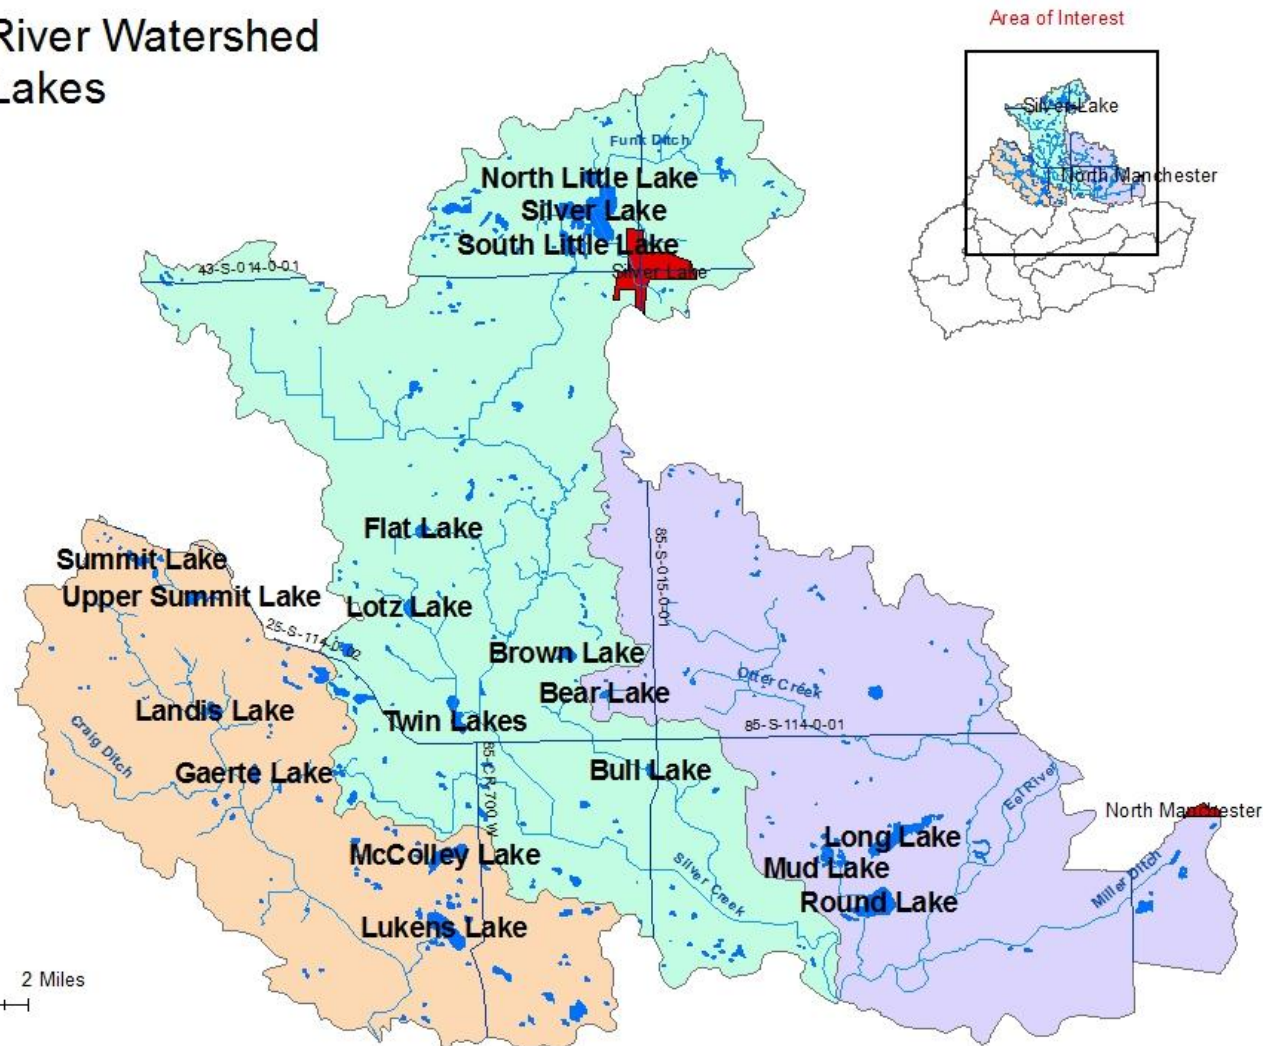 River Watershed
Lakes
Area of Interest
Silver Lake
North Manchester
Funk Ditch
North Little Lake
Silver Lake
South Little Lake
Silver Lake
43-S-014-0-01
Flat Lake
85-S-015-0-01
Summit Lake
Upper Summit Lake
Lotz Lake
25-S-114-0-02
Brown Lake
Otter Creek
Bear Lake
Landis Lake
Twin Lakes
85-S-114-0-01
Craig Ditch
Gaerte Lake
85-CR 700 W
Bull Lake
Eel River
North Manchester
Long Lake
McColley Lake
Mud Lake
Silver Creek
Miller Ditch
Round Lake
Lukens Lake
2 Miles